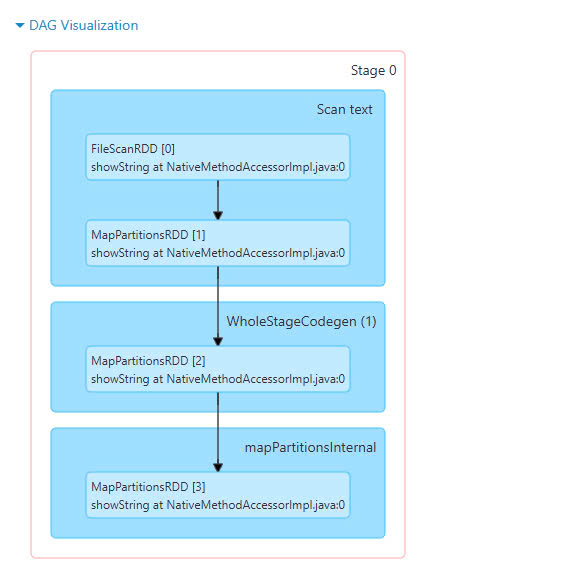 DAG Visualization
Stage 0
Scan text
FileScanRDD [0]
showString at NativeMethodAccessorImpl.java:0
MapPartitionsRDD [1]
showString at NativeMethodAccessorImpl.java:0
WholeStageCodegen (1)
MapPartitionsRDD [2]
showString at NativeMethodAccessorImpl.java:0
mapPartitionsInternal
MapPartitionsRDD [3]
showString at NativeMethodAccessorImpl.java:0